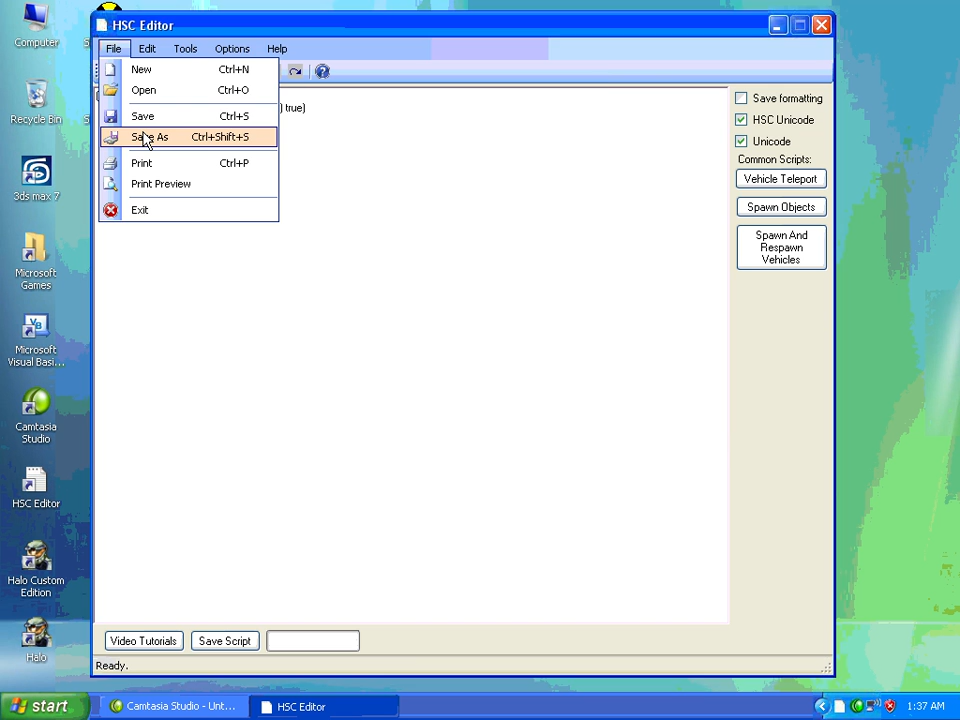 HSC Editor
File Edit Tools Options Help
New Ctrl+N
Open Ctrl+O
Save Ctrl+S
Save As Ctrl+Shift+S
Print Ctrl+P
Print Preview
Exit
) true)
Save formatting
HSC Unicode
Unicode
Common Scripts:
Vehicle Teleport
Spawn Objects
Spawn And
Respawn
Vehicles
Video Tutorials Save Script
Ready.
Computer
Recycle Bin
3ds max 7
Microsoft
Games
Microsoft
Visual Basi...
Camtasia
Studio
HSC Editor
Halo Custom
Edition
Halo
start Camtasia Studio - Unt... HSC Editor 1:37 AM